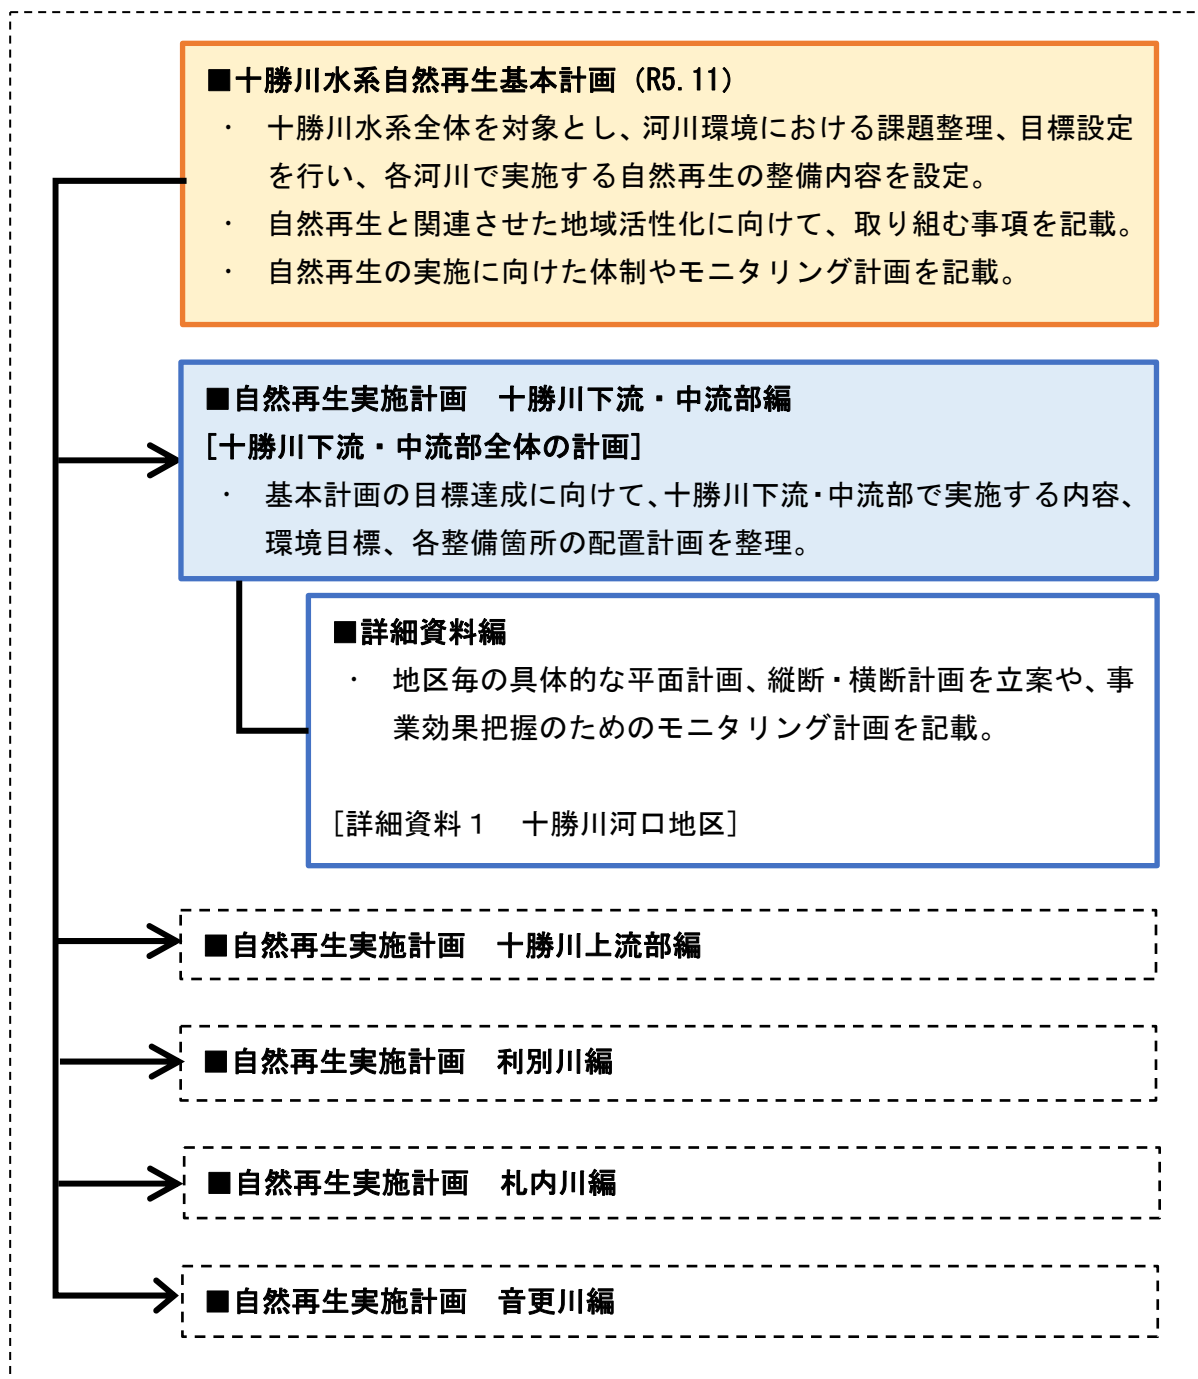 ■十勝川水系自然再生基本計画（R5.11）
・ 十勝川水系全体を対象とし、河川環境における課題整理、目標設定
を行い、各河川で実施する自然再生の整備内容を設定。
・ 自然再生と関連させた地域活性化に向けて、取り組む事項を記載。
・ 自然再生の実施に向けた体制やモニタリング計画を記載。
■自然再生実施計画　十勝川下流・中流部編
[十勝川下流・中流部全体の計画]
・ 基本計画の目標達成に向けて、十勝川下流・中流部で実施する内容、
環境目標、各整備箇所の配置計画を整理。
■詳細資料編
・ 地区毎の具体的な平面計画、縦断・横断計画を立案や、事
業効果把握のためのモニタリング計画を記載。
[詳細資料１　十勝川河口地区]
■自然再生実施計画　十勝川上流部編
■自然再生実施計画　利別川編
■自然再生実施計画　札内川編
■自然再生実施計画　音更川編